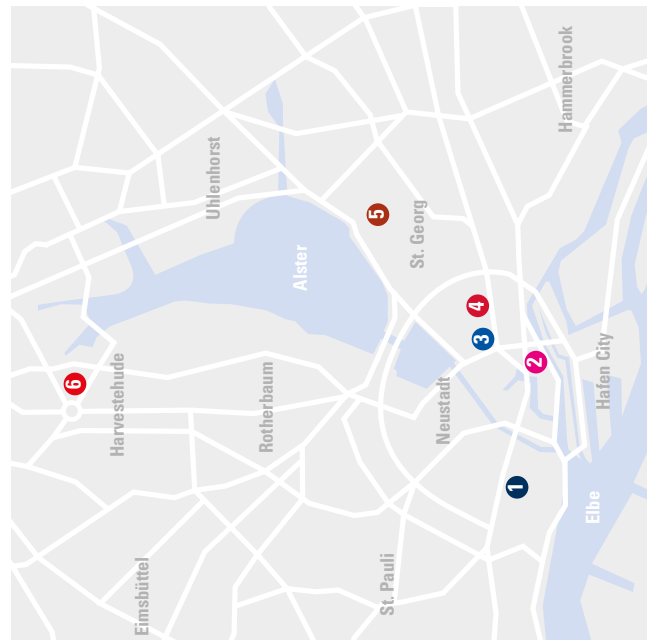 6
Harvestehude
Eimsbüttel
Uhlenhorst
Rotherbaum
Alster
5
St. Pauli
St. Georg
Neustadt
4
3
1
2
Hammerbrook
Elbe
Hafen City